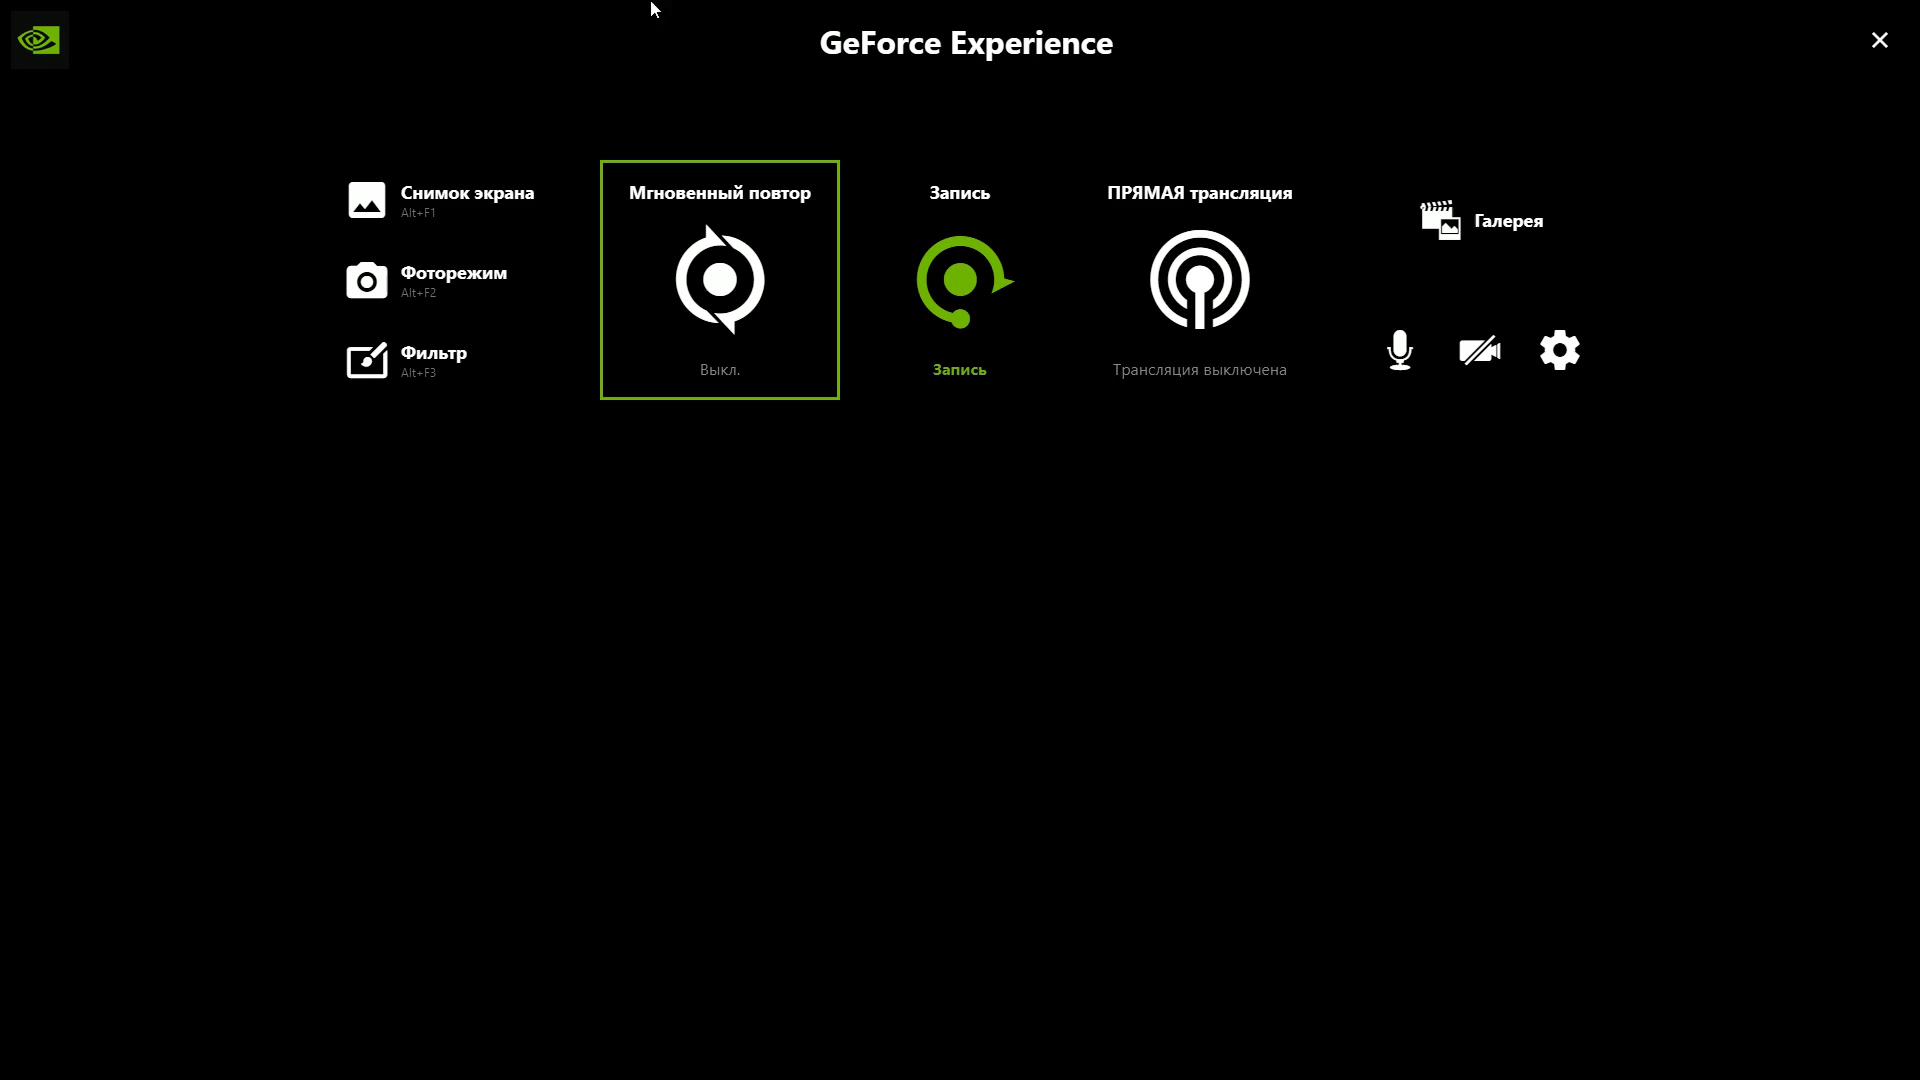 GeForce Experience
Снимок экрана
Alt+F1
Фоторежим
Alt+F2
Фильтр
Alt+F3
Мгновенный повтор
Выкл.
Запись
Запись
ПРЯМАЯ трансляция
Трансляция выключена
Галерея